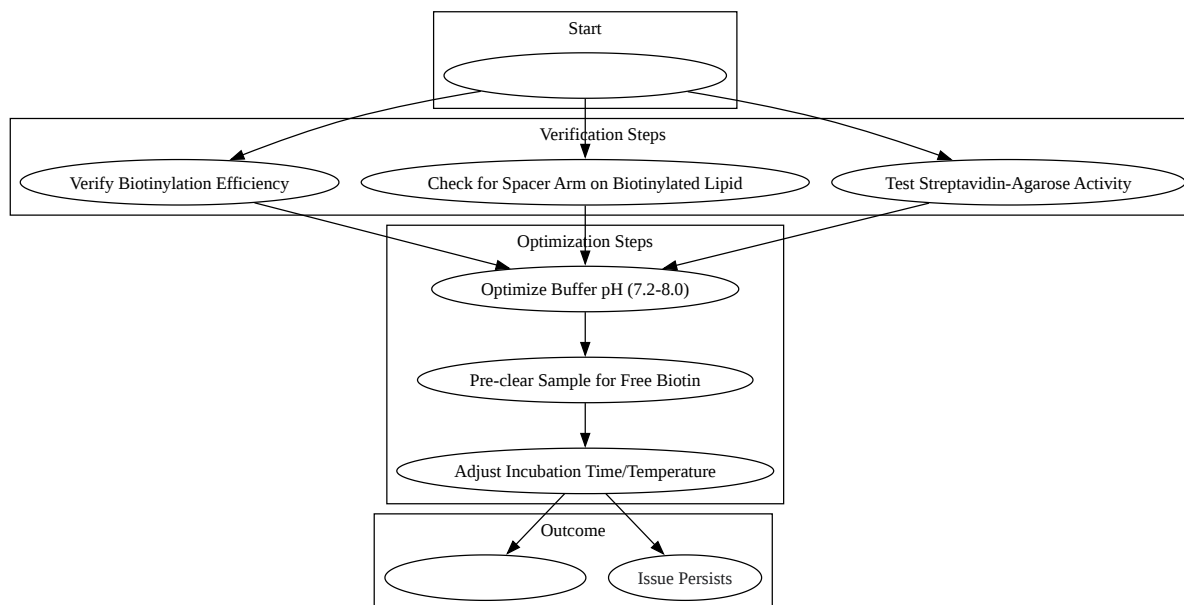 Start
Verification Steps
Verify Biotinylation Efficiency
Check for Spacer Arm on Biotinylated Lipid
Test Streptavidin-Agarose Activity
Optimization Steps
Optimize Buffer pH (7.2-8.0)
Pre-clear Sample for Free Biotin
Adjust Incubation Time/Temperature
Outcome
Issue Persists